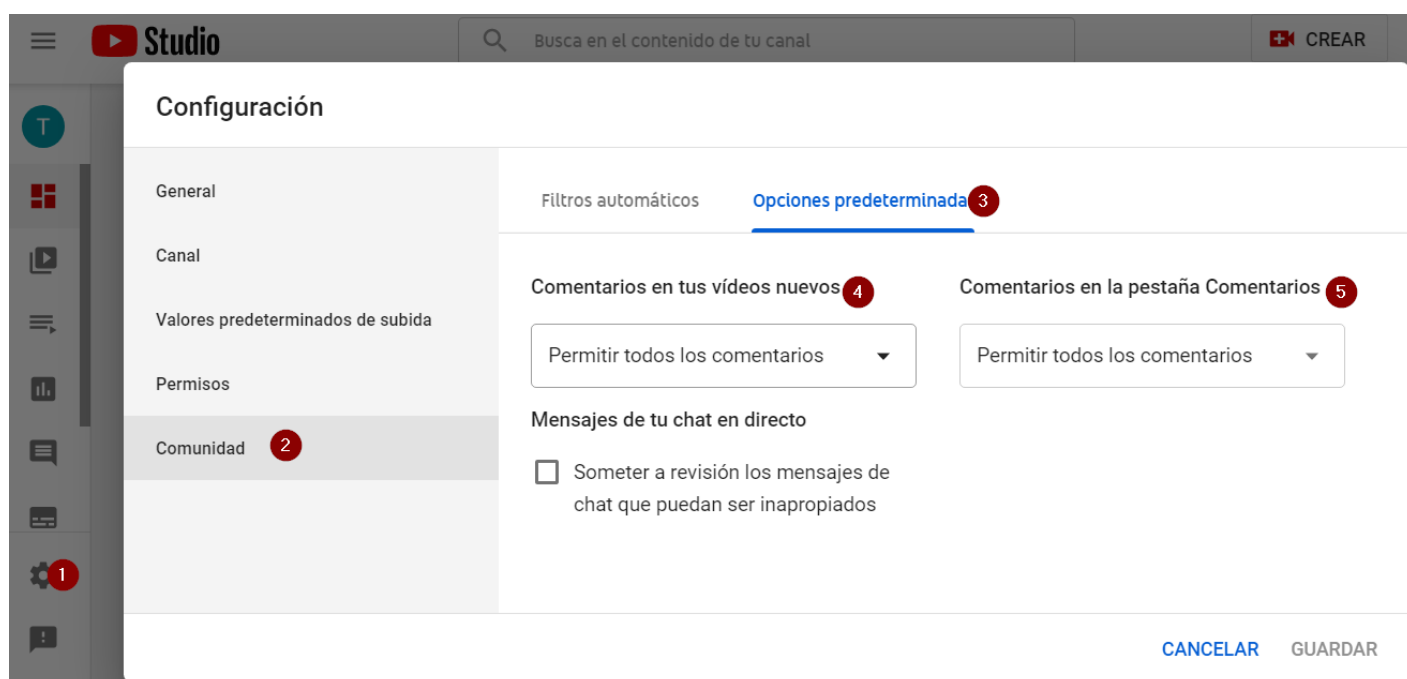 Studio
Busca en el contenido de tu canal
CREAR
Configuración
T
General
Canal
Valores predeterminados de subida
Permisos
Comunidad 2
1
Filtros automáticos Opciones predeterminada 3
Comentarios en tus vídeos nuevos 4
Permitir todos los comentarios
Comentarios en la pestaña Comentarios 5
Permitir todos los comentarios
Mensajes de tu chat en directo
Someter a revisión los mensajes de
chat que puedan ser inapropiados
CANCELAR GUARDAR